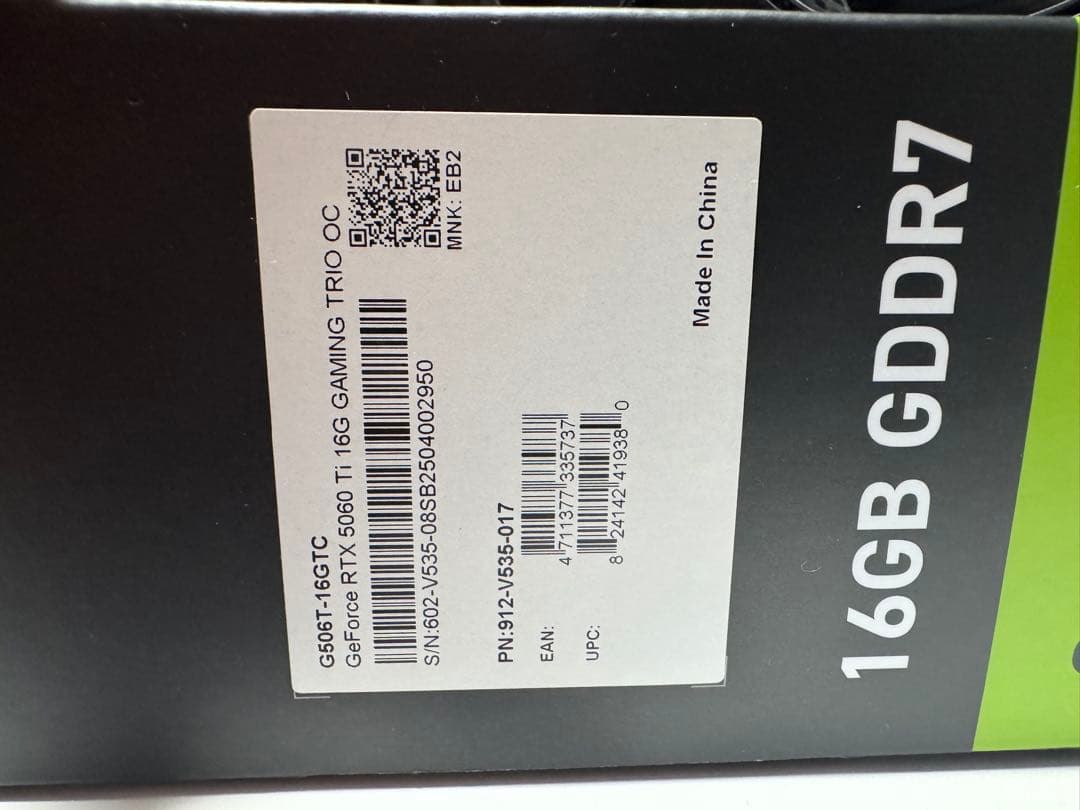 G506T-16GTC
GeForce RTX 5060 Ti 16G GAMING TRIO OC
S/N:602-V535-08SB2504002950
MNK: EB2
PN:912-V535-017
EAN:
4 711377 335737
UPC:
8 24142 41938 0
Made In China
16GB GDDR7